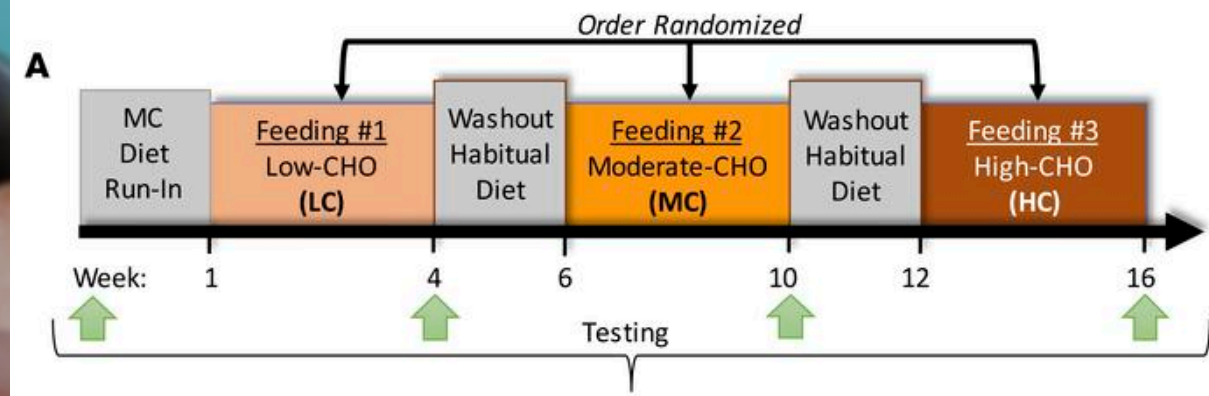 Order Randomized
A
MC
Diet
Run-In
Feeding #1
Low-CHO
(LC)
Washout
Habitual
Diet
Feeding #2
Moderate-CHO
(MC)
Washout
Habitual
Diet
Feeding #3
High-CHO
(HC)
Week: 1 4 6 10 12 16
Testing